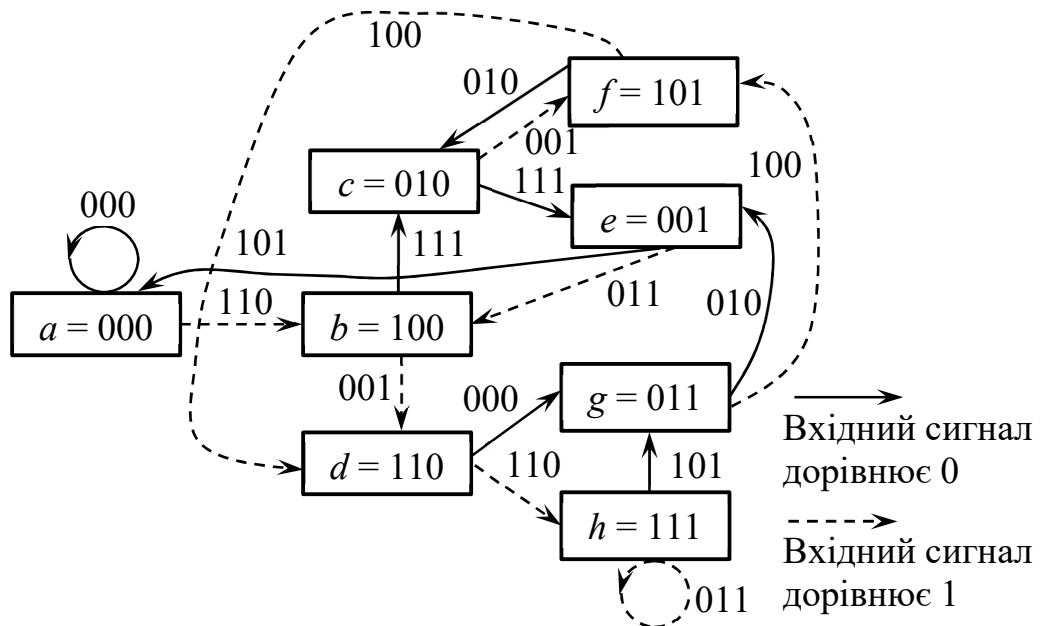 100
f = 101
010
001
100
c = 010
111
e = 001
000
101
111
011
010
110
a = 000
b = 100
001
000
g = 011
d = 110
110
101
h = 111
011
Вхідний сигнал
дорівнює 0
Вхідний сигнал
дорівнює 1